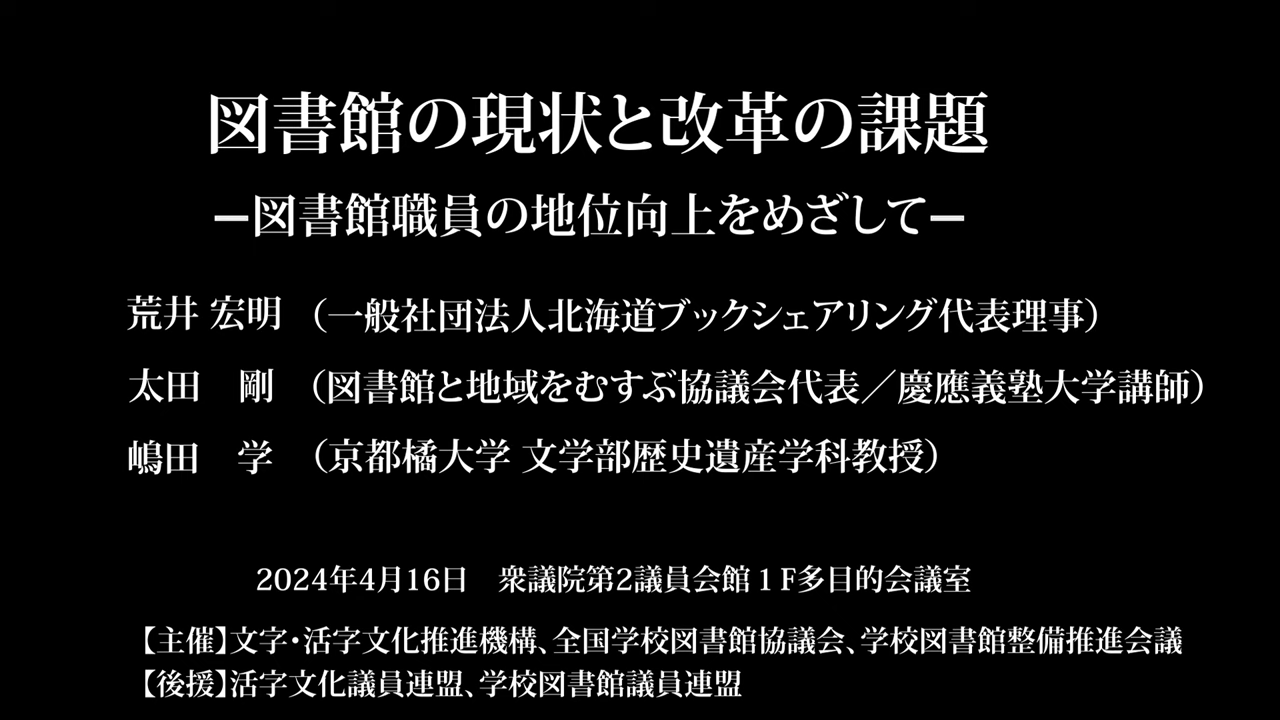 図書館の現状と改革の課題
ー図書館職員の地位向上をめざしてー
荒井 宏明 （一般社団法人北海道ブックシェアリング代表理事）
太田　剛 （図書館と地域をむすぶ協議会代表／慶應義塾大学講師）
嶋田　学 （京都橘大学 文学部歴史遺産学科教授）
2024年4月16日　衆議院第2議員会館１F多目的会議室
【主催】文字・活字文化推進機構、全国学校図書館協議会、学校図書館整備推進会議
【後援】活字文化議員連盟、学校図書館議員連盟